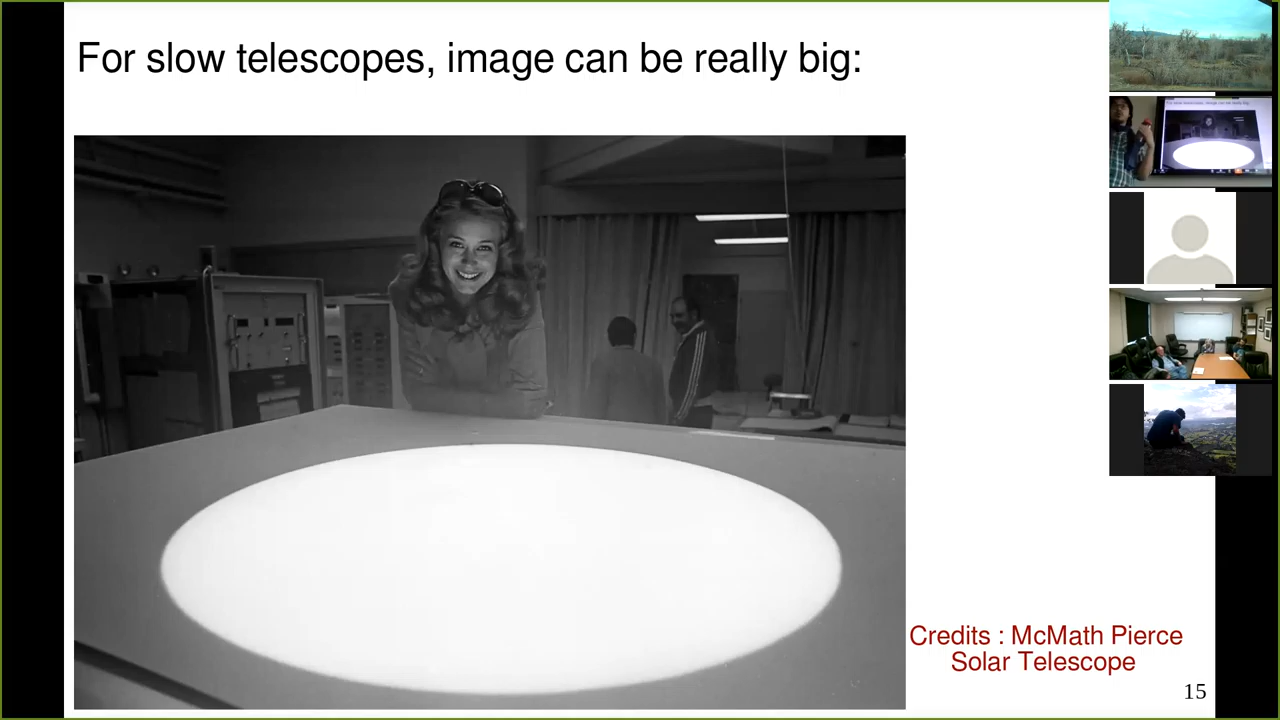 For slow telescopes, image can be really big:
Credits : McMath Pierce
Solar Telescope
15